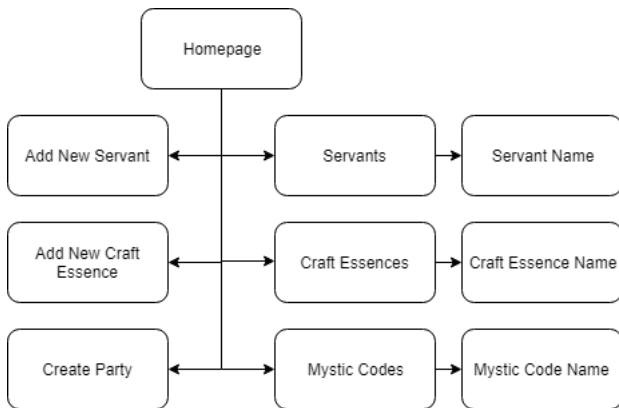 Homepage
Add New Servant
Servants
Servant Name
Add New Craft
Essence
Craft Essences
Craft Essence Name
Create Party
Mystic Codes
Mystic Code Name